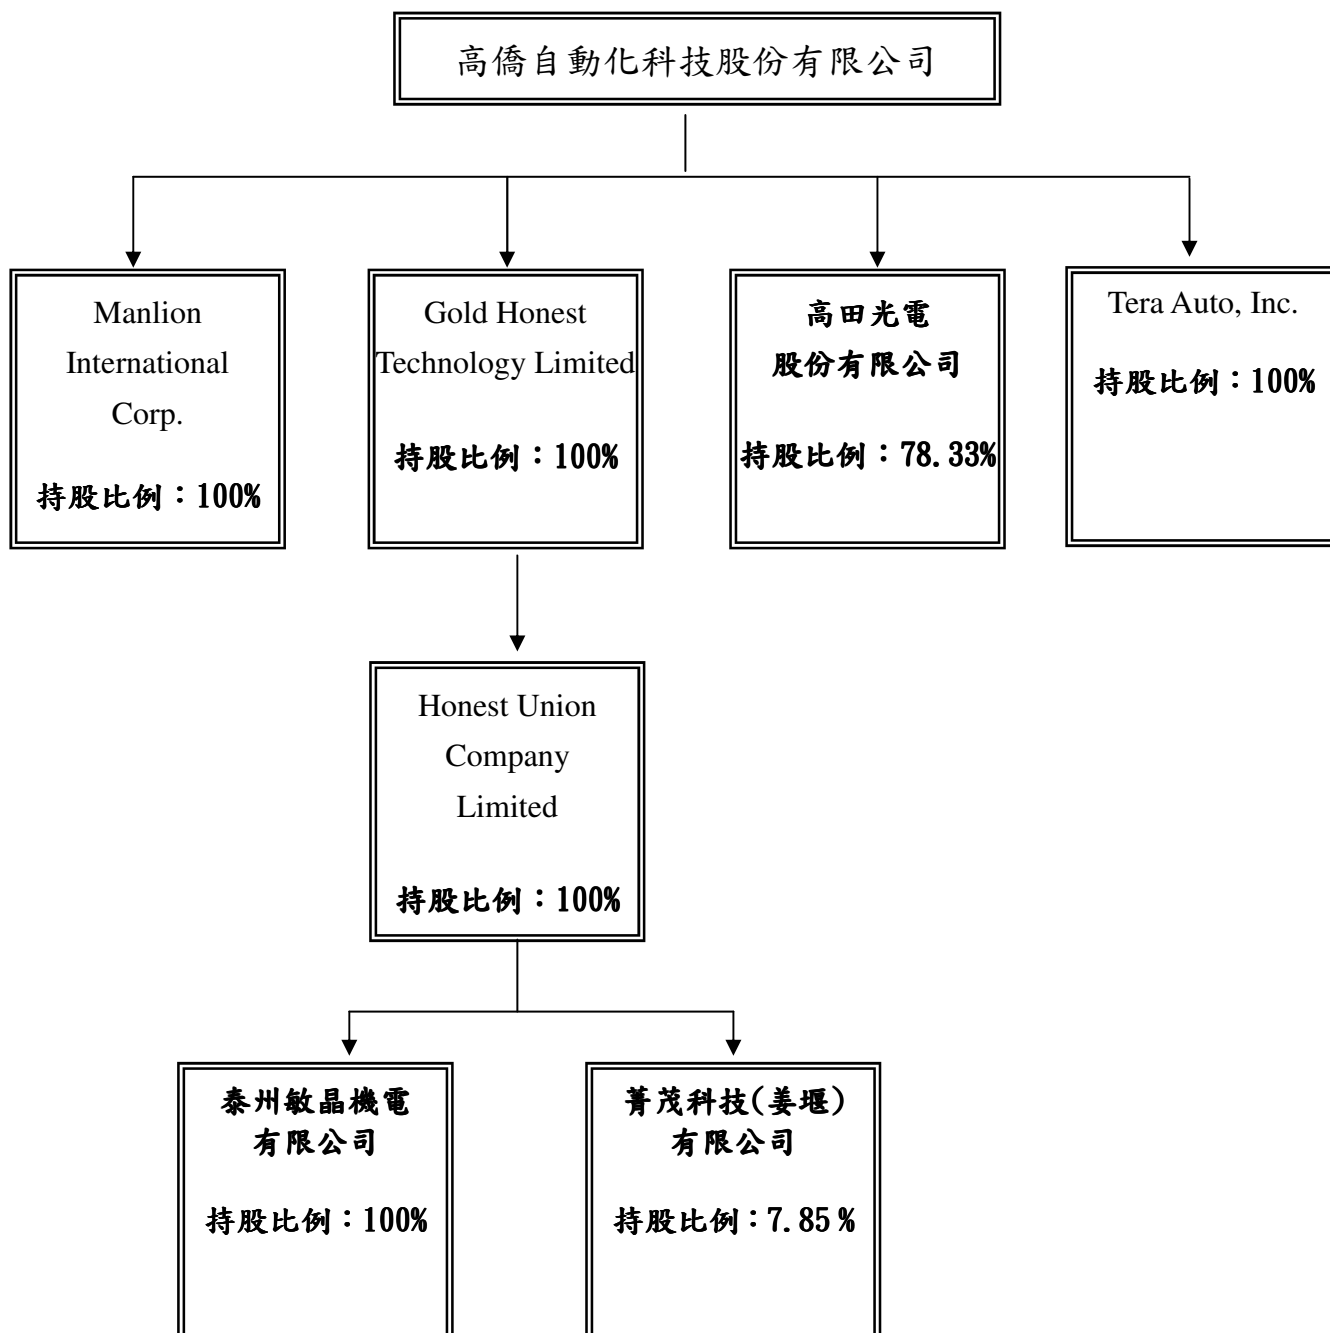 高僑自動化科技股份有限公司
Manlion
International
Corp.
持股比例：100%
Gold Honest
Technology Limited
持股比例：100%
高田光電
股份有限公司
持股比例：78.33%
Tera Auto, Inc.
持股比例：100%
Honest Union
Company
Limited
持股比例：100%
泰州敏晶機電
有限公司
持股比例：100%
菁茂科技(姜堰)
有限公司
持股比例：7.85%